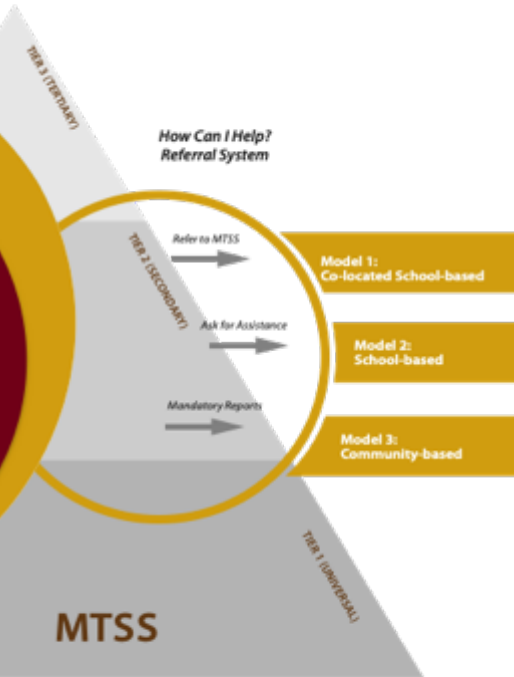 TIER 3 (TERTIARY)
How Can I Help?
Referral System
TIER 2 (SECONDARY)
Refer to MTSS
Model 1:
Co-located School-based
Ask for Assistance
Model 2:
School-based
Mandatory Reports
Model 3:
Community-based
TIER 1 (UNIVERSAL)
MTSS